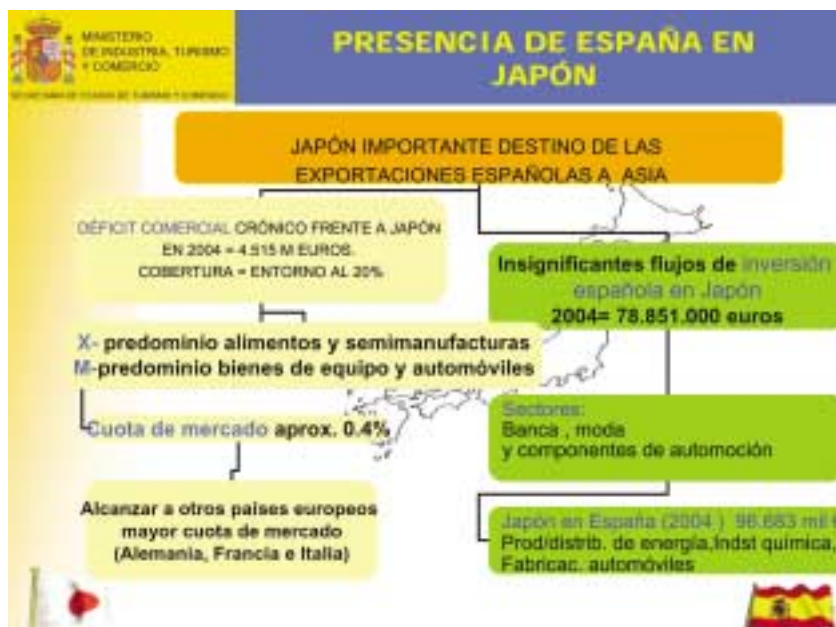 MINISTERIO
DE INDUSTRIA, TURISMO
Y COMERCIO
PRESENCIA DE ESPAÑA EN
JAPÓN
JAPÓN IMPORTANTE DESTINO DE LAS
EXPORTACIONES ESPAÑOLAS A ASIA
DÉFICIT COMERCIAL CRÓNICO FRENTE A JAPÓN
EN 2004 = 4.515 M EUROS.
COBERTURA = ENTORNO AL 20%
X- predominio alimentos y semimanufacturas
M-predominio bienes de equipo y automóviles
Cuota de mercado aprox. 0.4%
Alcanzar a otros países europeos
mayor cuota de mercado
(Alemania, Francia e Italia)
Insignificantes flujos de inversión
española en Japón
2004= 78.851.000 euros
Sectores:
Banca , moda
y componentes de automoción
Japón en España (2004 ) 96.683 mil
Prod/distrib. de energía,Indst química,
Fabricac. automóviles